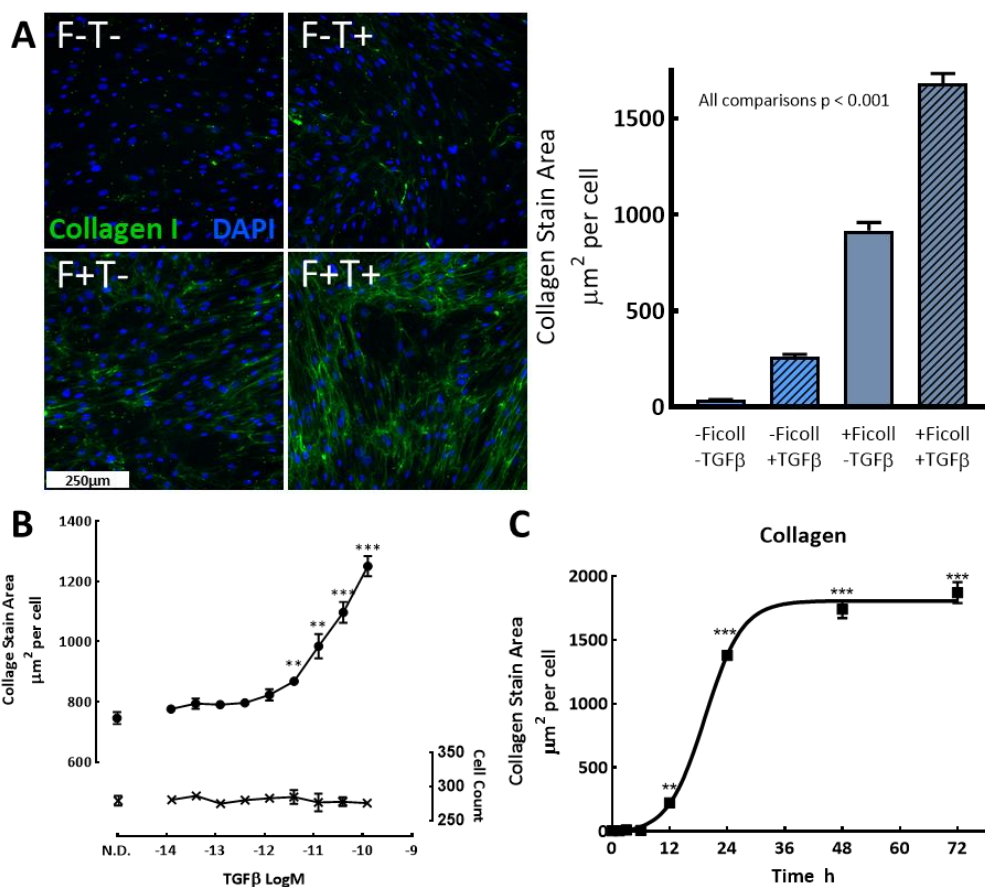 A
F-T-
F-T+
Collagen I DAPI
F+T-
F+T+
250μm
Collagen Stain Area
μm² per cell
1500
1000
500
0
All comparisons p < 0.001
-Ficoll -Ficoll +Ficoll +Ficoll
-TGFβ +TGFβ -TGFβ +TGFβ
B
Collage Stain Area
μm² per cell
1400
1200
1000
800
600
** ** *** ***
350
300
250
Cell Count
N.D. -14 -13 -12 -11 -10 -9
TGFβ LogM
C
Collagen
Collagen Stain Area
μm² per cell
2000
1500
1000
500
0
** *** *** ***
0 12 24 36 48 60 72
Time h